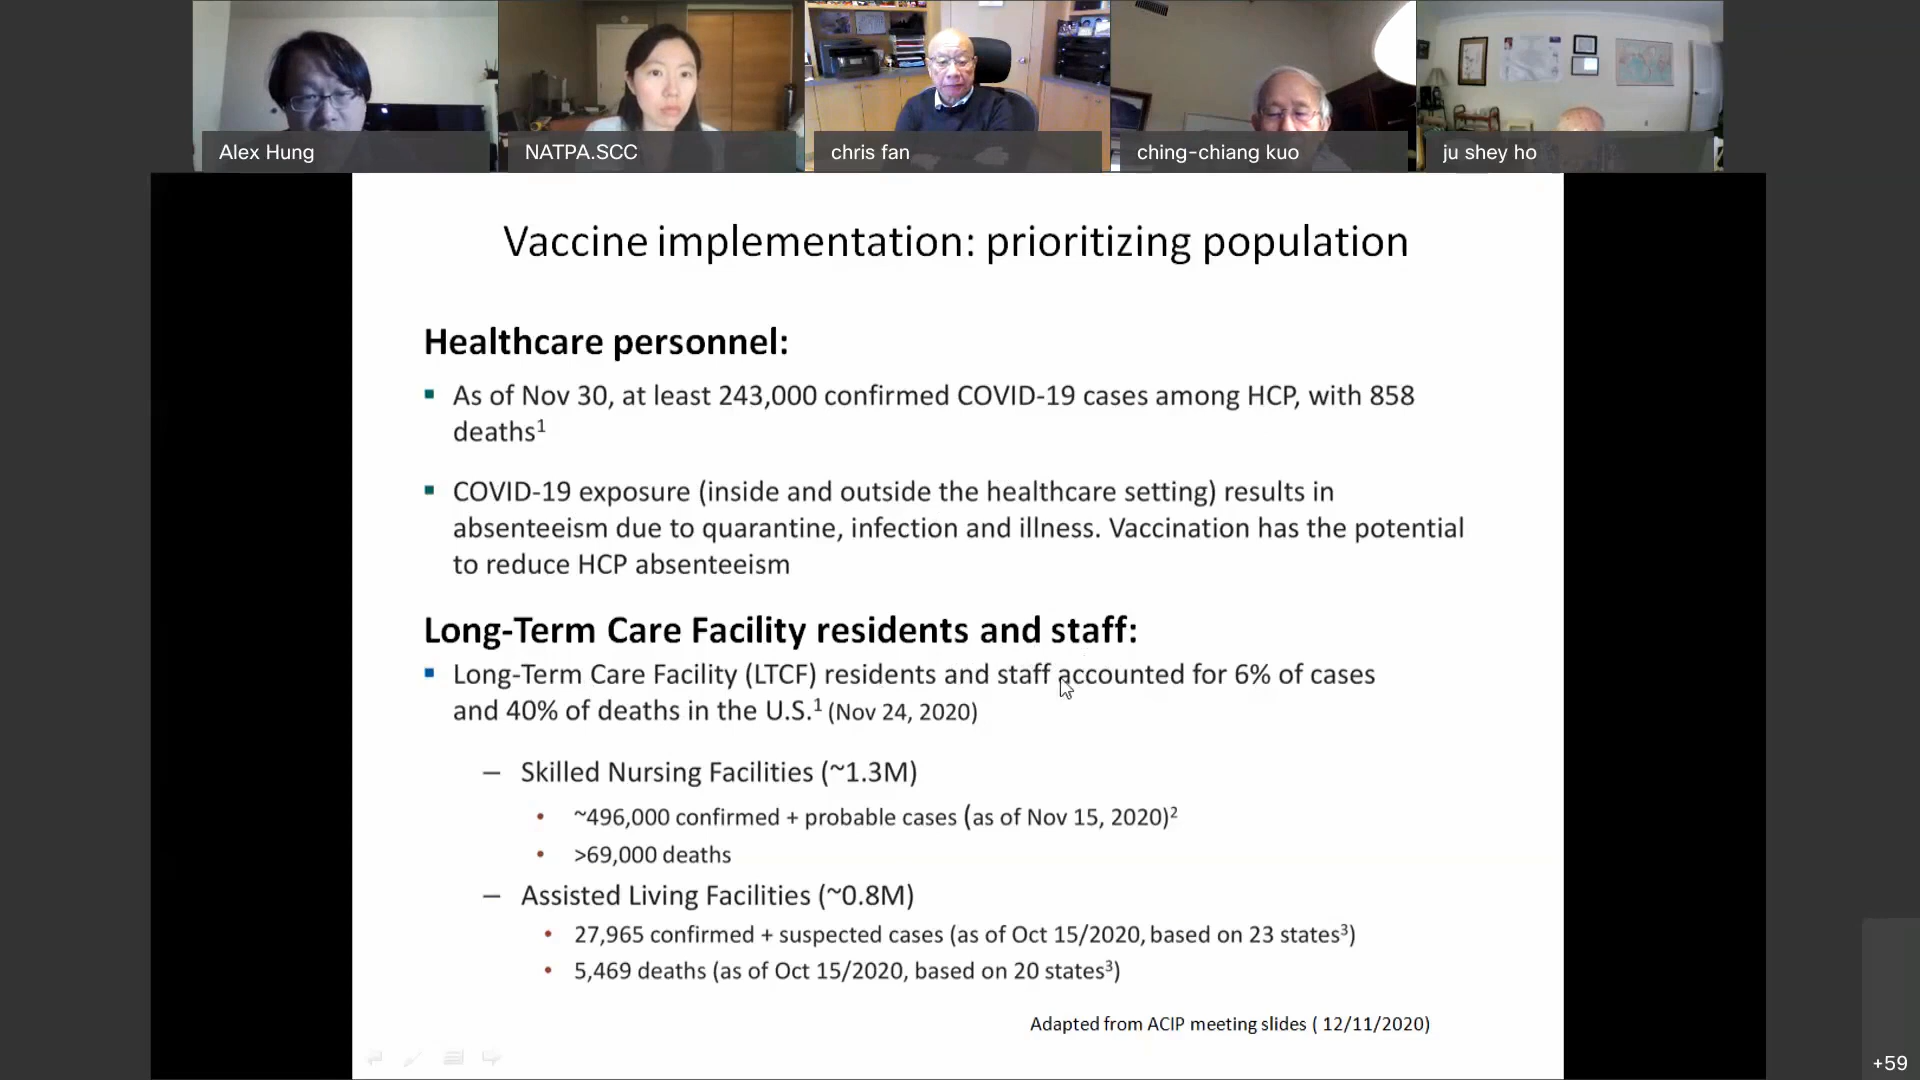 Alex Hung
NATPA.SCC
chris fan
ching-chiang kuo
ju shey ho
Vaccine implementation: prioritizing population
Healthcare personnel:
▪ As of Nov 30, at least 243,000 confirmed COVID-19 cases among HCP, with 858
deaths¹
▪ COVID-19 exposure (inside and outside the healthcare setting) results in
absenteeism due to quarantine, infection and illness. Vaccination has the potential
to reduce HCP absenteeism
Long-Term Care Facility residents and staff:
▪ Long-Term Care Facility (LTCF) residents and staff accounted for 6% of cases
and 40% of deaths in the U.S.¹ (Nov 24, 2020)
– Skilled Nursing Facilities (~1.3M)
• ~496,000 confirmed + probable cases (as of Nov 15, 2020)²
• >69,000 deaths
– Assisted Living Facilities (~0.8M)
• 27,965 confirmed + suspected cases (as of Oct 15/2020, based on 23 states³)
• 5,469 deaths (as of Oct 15/2020, based on 20 states³)
Adapted from ACIP meeting slides ( 12/11/2020)
+59